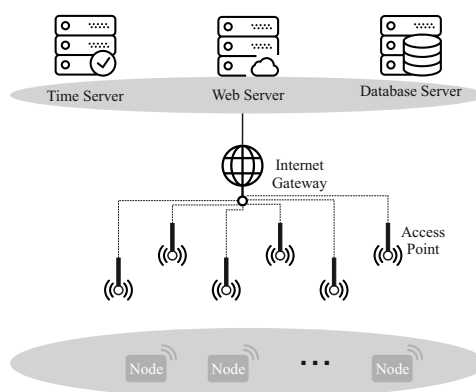 Time Server
Web Server
Database Server
Internet
Gateway
Access
Point
Node
Node
...
Node